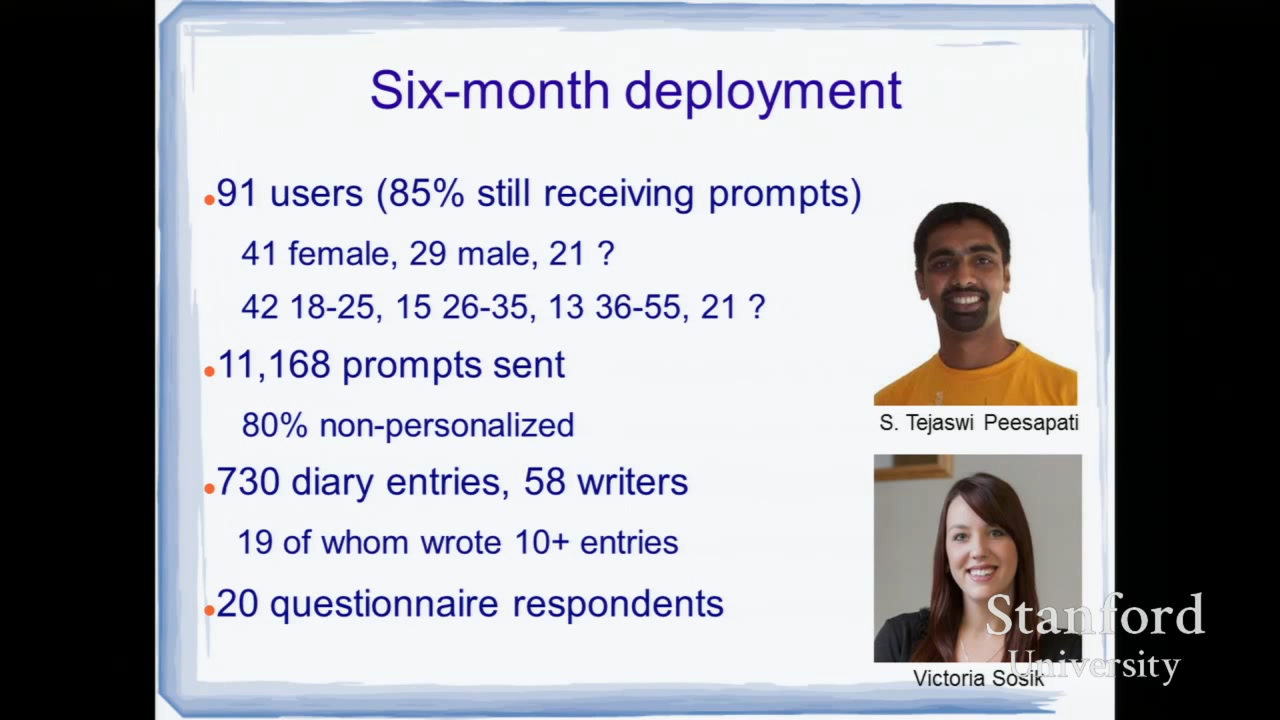 Six-month deployment
91 users (85% still receiving prompts)
41 female, 29 male, 21 ?
42 18-25, 15 26-35, 13 36-55, 21 ?
11,168 prompts sent
80% non-personalized
730 diary entries, 58 writers
19 of whom wrote 10+ entries
20 questionnaire respondents
S. Tejaswi Peesapati
Victoria Sosik
Stanford
University